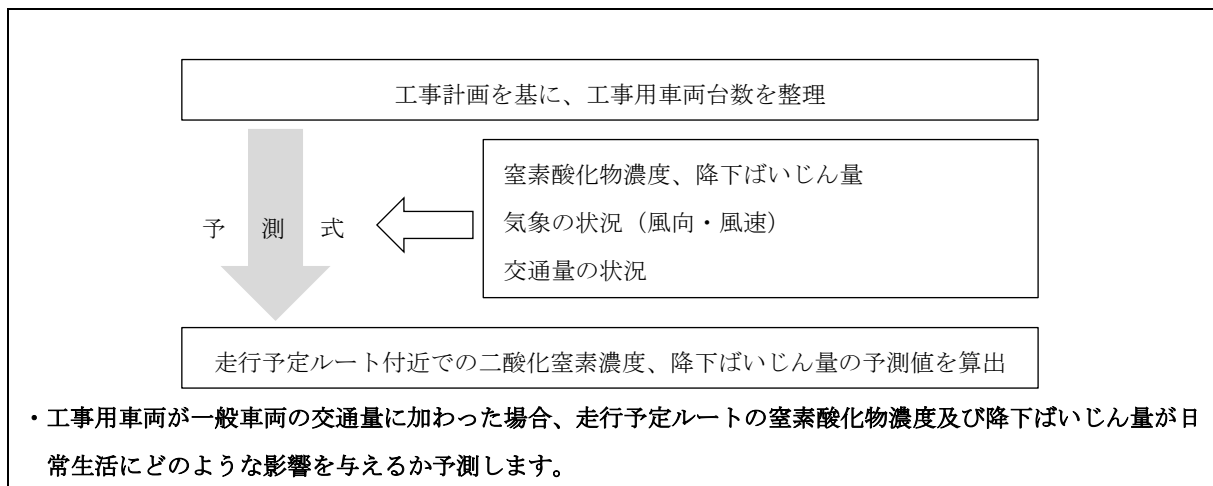 工事計画を基に、工事用車両台数を整理
窒素酸化物濃度、降下ばいじん量
気象の状況（風向・風速）
交通量の状況
予 測 式
走行予定ルート付近での二酸化窒素濃度、降下ばいじん量の予測値を算出
・工事用車両が一般車両の交通量に加わった場合、走行予定ルートの窒素酸化物濃度及び降下ばいじん量が日
常生活にどのような影響を与えるか予測します。